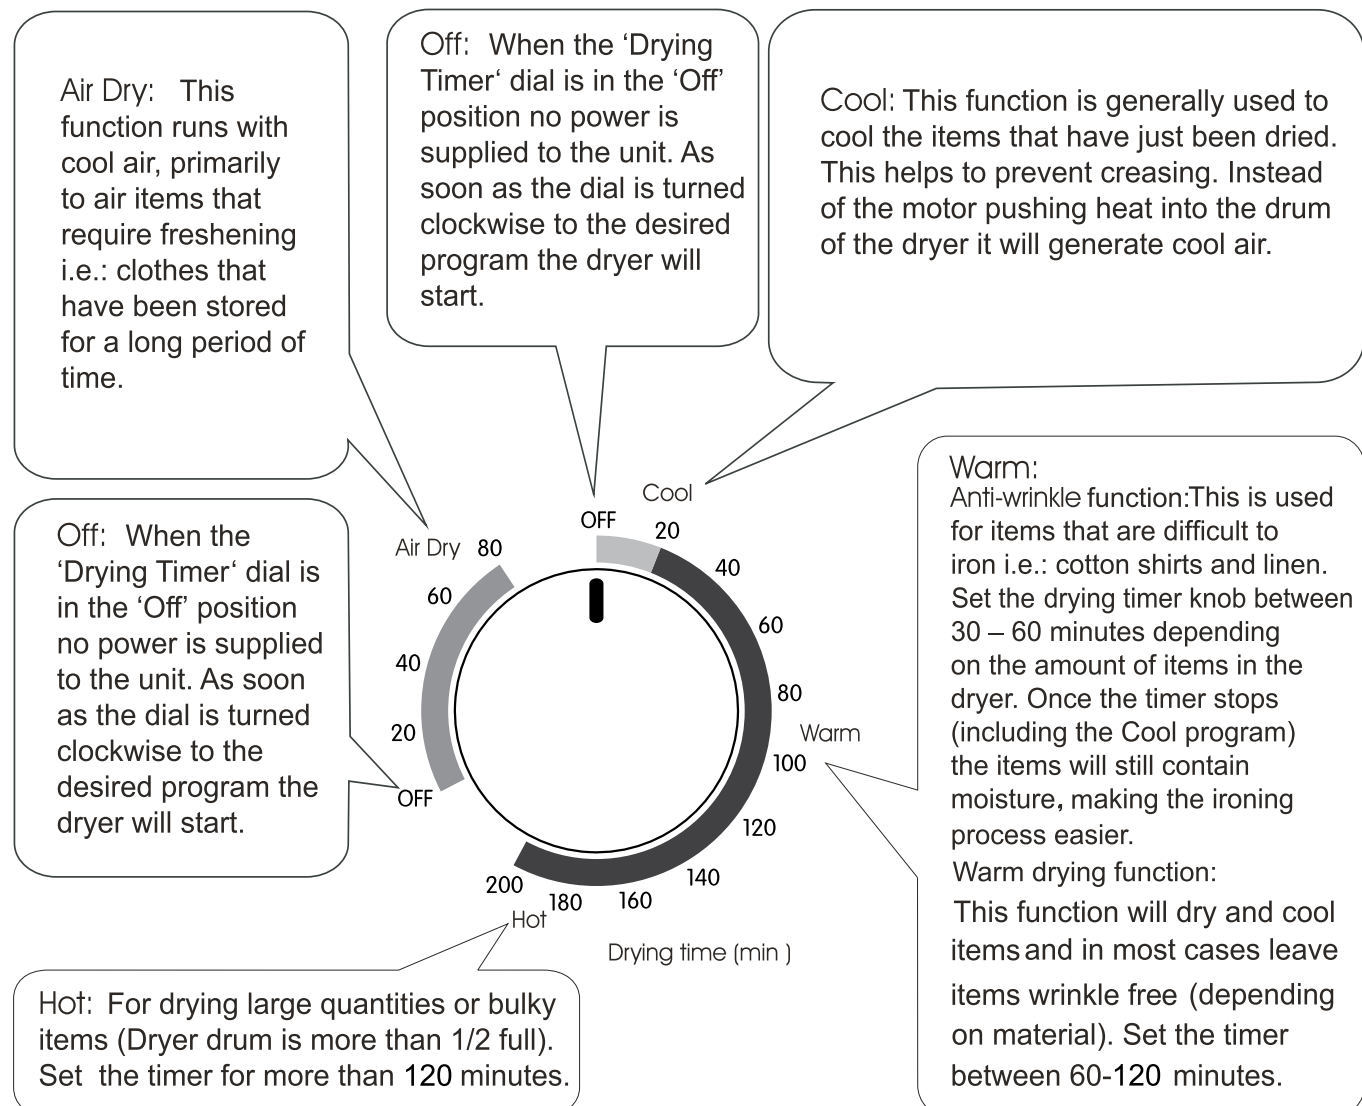 Air Dry: This
function runs with
cool air, primarily
to air items that
require freshening
i.e.: clothes that
have been stored
for a long period of
time.
Off: When the ‘Drying
Timer‘ dial is in the ‘Off’
position no power is
supplied to the unit. As
soon as the dial is turned
clockwise to the desired
program the dryer will
start.
Cool: This function is generally used to
cool the items that have just been dried.
This helps to prevent creasing. Instead
of the motor pushing heat into the drum
of the dryer it will generate cool air.
Off: When the
‘Drying Timer‘ dial is
in the ‘Off’ position
no power is supplied
to the unit. As soon
as the dial is turned
clockwise to the
desired program the
dryer will start.
Cool
OFF
20
40
60
80
Warm
100
120
140
160
180
200
Hot
Air Dry 80
60
40
20
OFF
Drying time (min )
Warm:
Anti-wrinkle function:This is used
for items that are difficult to
iron i.e.: cotton shirts and linen.
Set the drying timer knob between
30 – 60 minutes depending
on the amount of items in the
dryer. Once the timer stops
(including the Cool program)
the items will still contain
moisture, making the ironing
process easier.
Warm drying function:
This function will dry and cool
items and in most cases leave
items wrinkle free (depending
on material). Set the timer
between 60-120 minutes.
Hot: For drying large quantities or bulky
items (Dryer drum is more than 1/2 full).
Set the timer for more than 120 minutes.